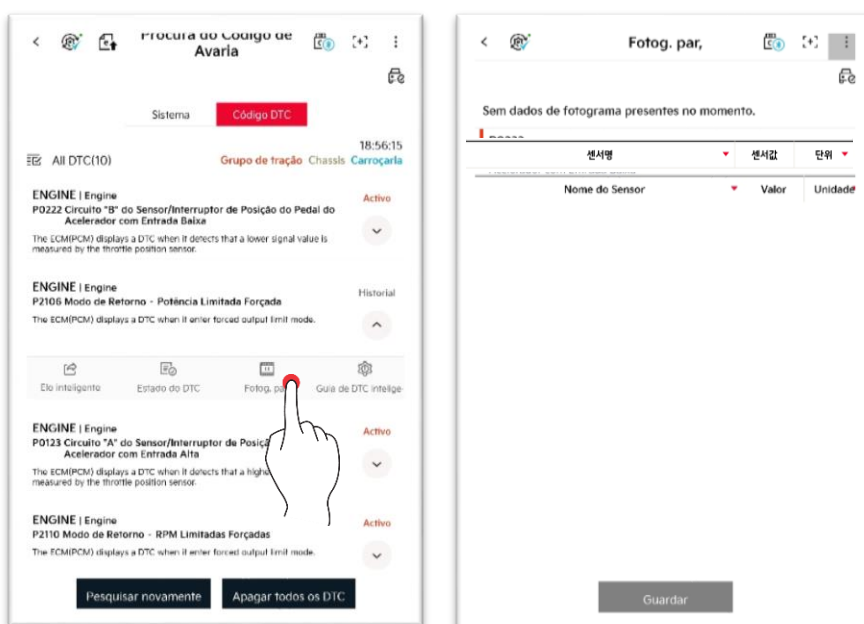 Procura do Código de
Avaria
Sistema
Código DTC
18:56:15
All DTC(10)
Grupo de tração Chassis Carroçaria
ENGINE | Engine
Activo
P0222 Circuito "B" do Sensor/Interruptor de Posição do Pedal do
Acelerador com Entrada Baixa
The ECM(PCM) displays a DTC when it detects that a lower signal value is
measured by the throttle position sensor.
ENGINE | Engine
Historial
P2106 Modo de Retorno - Potência Limitada Forçada
The ECM(PCM) displays a DTC when it enter forced output limit mode.
Elo inteligente
Estado do DTC
Fotog. pa
Guia de DTC intelige
ENGINE | Engine
Activo
P0123 Circuito "A" do Sensor/Interruptor de Posiçã
Acelerador com Entrada Alta
The ECM(PCM) displays a DTC when it detects that a highe
measured by the throttle position sensor.
ENGINE | Engine
Activo
P2110 Modo de Retorno - RPM Limitadas Forçadas
The ECM(PCM) displays a DTC when it enter forced output limit mode.
Pesquisar novamente
Apagar todos os DTC
Fotog. par,
Sem dados de fotograma presentes no momento.
센서명 센서값 단위
Nome do Sensor Valor Unidade
Guardar